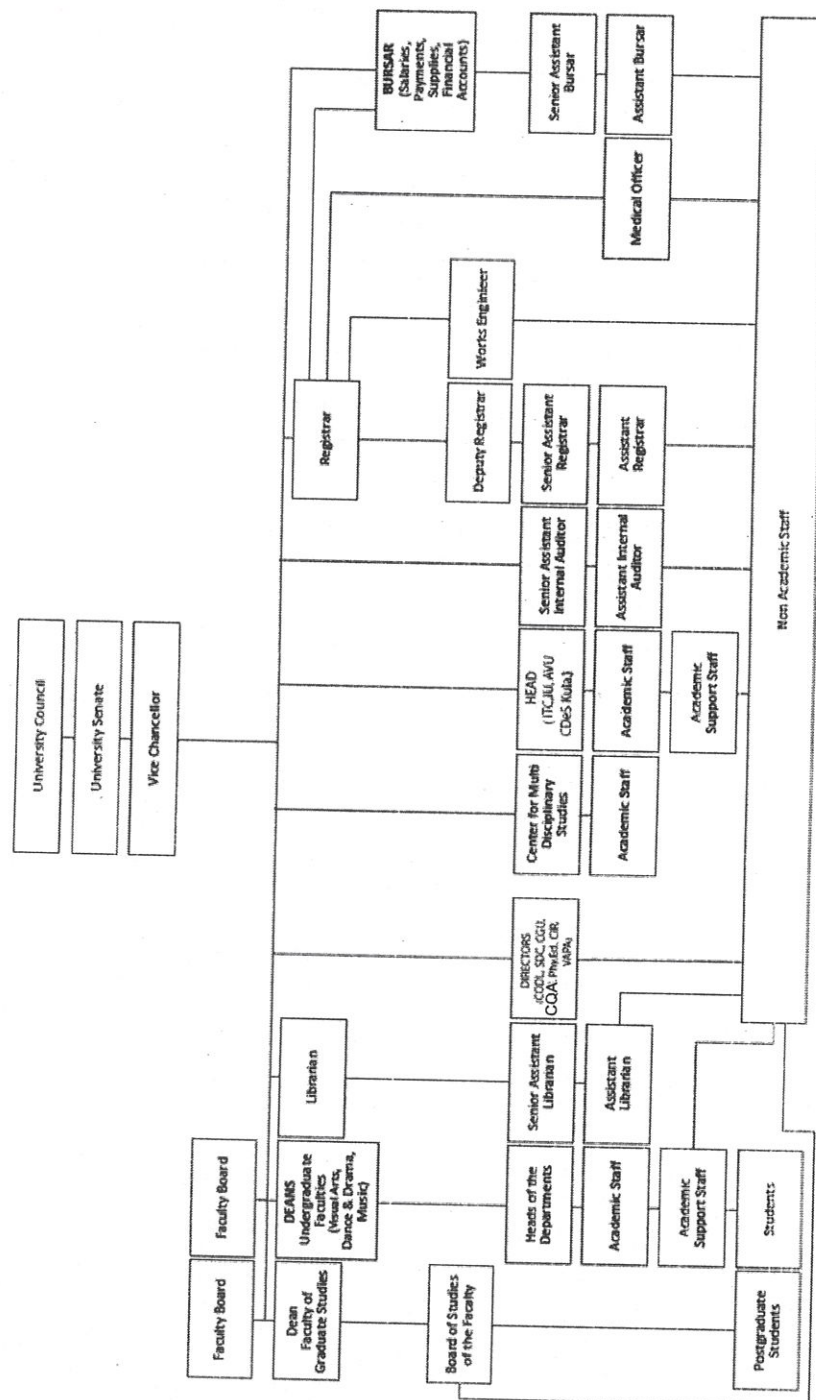 University Council
. University Senate
Vice Chancellor
Faculty Board
Faculty Board
Dean
Faculty of
Graduate Studies
DEANS
Undergraduate
Faculties
(Visual Arts,
Dance & Drama,
Music)
Librarian
Registrar
BURSAR
(Salaries,
Payments,
Supplies,
Financial
Accounts)
Board of Studies
of the Faculty
Deputy Registrar
Works Enginieer
Heads of the
Departments
Senior Assistant
Librarian
DIRECTORS
(CODL, SDC, CGU,
CQA, Phy.Ed. CIR,
VAPA)
Center for Multi
Disciplinary
Studies
HEAD
( ITC,IU, AVU
CDeS Kula.)
Senior Assistant
Internal Auditor
Senior Assistant
Registrar
Senior Assistant
Bursar
Academic Staff
Assistant
Librarian
Academic Staff
Academic Staff
Assistant Internal
Auditor
Assistant
Registrar
Medical Officer
Assistant Bursar
Academic
Support Staff
Academic
Support Staff
Postgraduate
Students
Students
Non Academic Staff